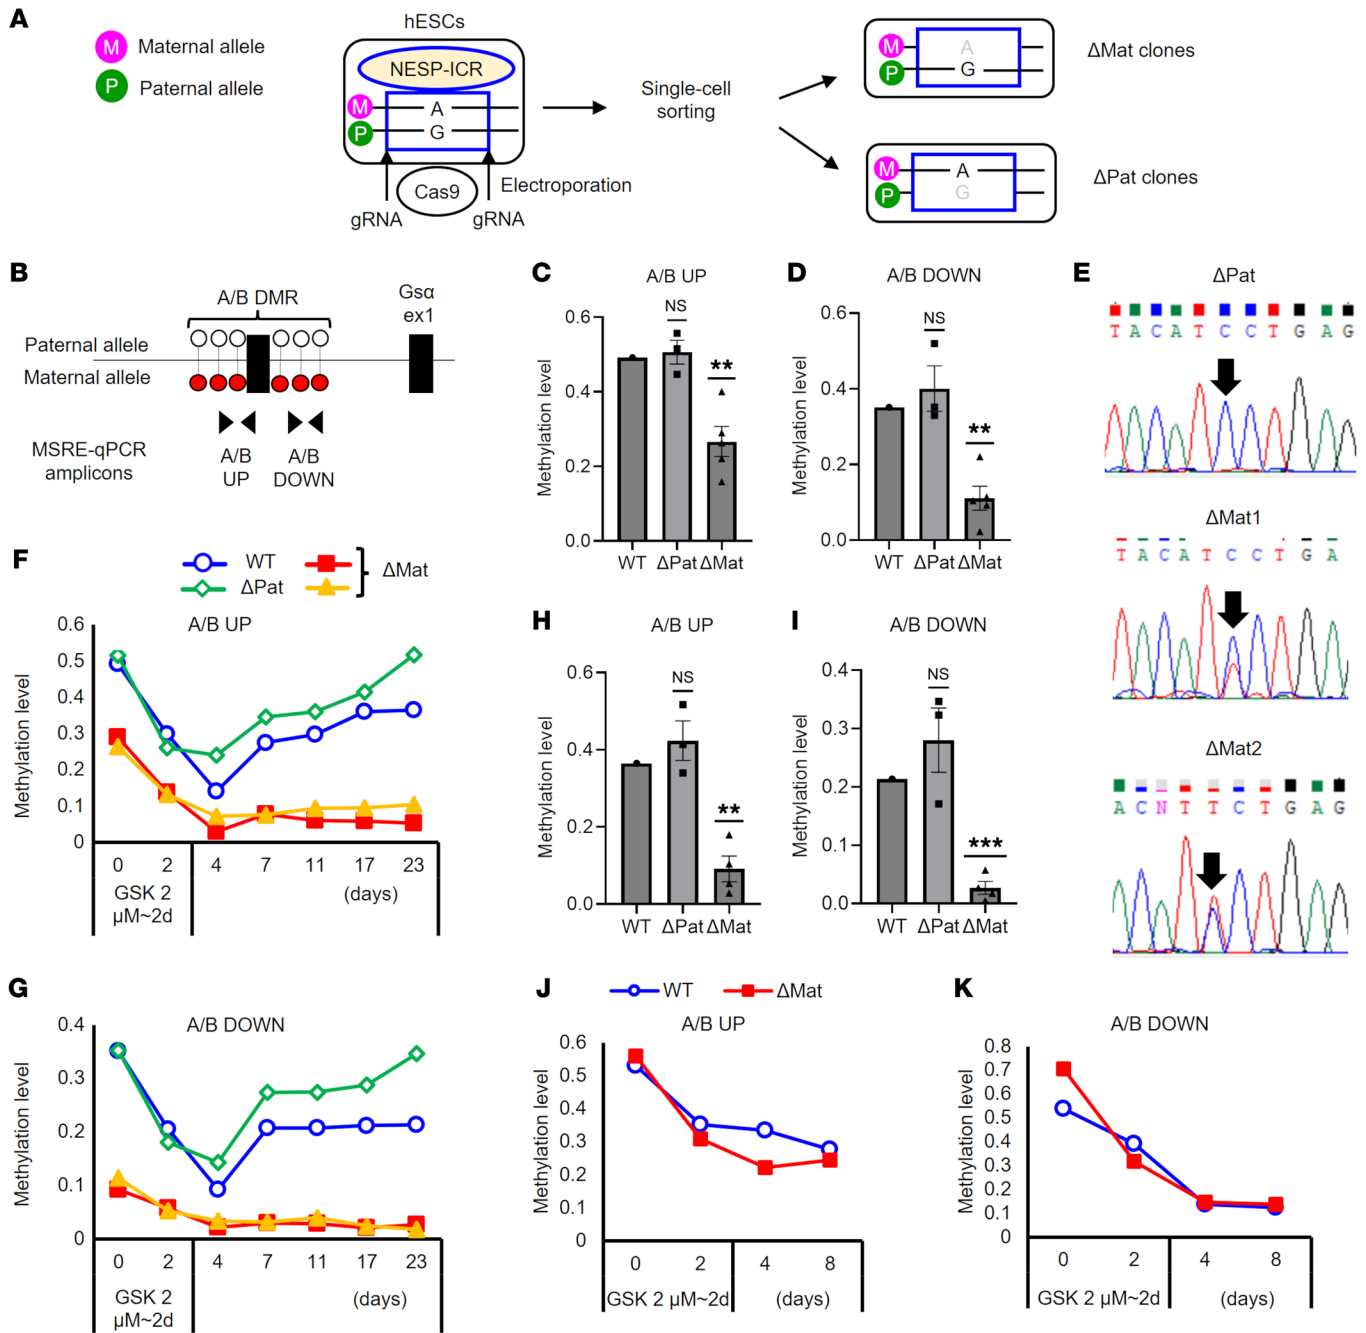 A
M Maternal allele
P Paternal allele
hESCs
NESP-ICR
M A
P G
Cas9
Electroporation
gRNA gRNA
Single-cell
sorting
M A
P G
ΔMat clones
M A
P G
ΔPat clones
B
A/B DMR
Gsα
ex1
Paternal allele
Maternal allele
MSRE-qPCR
amplicons
A/B
UP
A/B
DOWN
C
A/B UP
Methylation level
0.6
0.4
0.2
0.0
NS
**
WT ΔPat ΔMat
D
A/B DOWN
Methylation level
0.6
0.4
0.2
0.0
NS
**
WT ΔPat ΔMat
E
ΔPat
T A C A T C C T G A G
ΔMat1
T A C A T C C T G A
ΔMat2
A C N T T C T G A G
F
WT
ΔPat
ΔMat
A/B UP
Methylation level
0.6
0.5
0.4
0.3
0.2
0.1
0
0 2 4 7 11 17 23
GSK 2
µM~2d
(days)
G
A/B DOWN
Methylation level
0.4
0.3
0.2
0.1
0
0 2 4 7 11 17 23
GSK 2
µM~2d
(days)
H
A/B UP
Methylation level
0.6
0.4
0.2
0.0
NS
**
WT ΔPat ΔMat
I
A/B DOWN
Methylation level
0.4
0.3
0.2
0.1
0.0
NS
***
WT ΔPat ΔMat
J
WT ΔMat
A/B UP
Methylation level
0.6
0.5
0.4
0.3
0.2
0.1
0
0 2 4 8
GSK 2 µM~2d (days)
K
A/B DOWN
Methylation level
0.8
0.7
0.6
0.5
0.4
0.3
0.2
0.1
0
0 2 4 8
GSK 2 µM~2d (days)